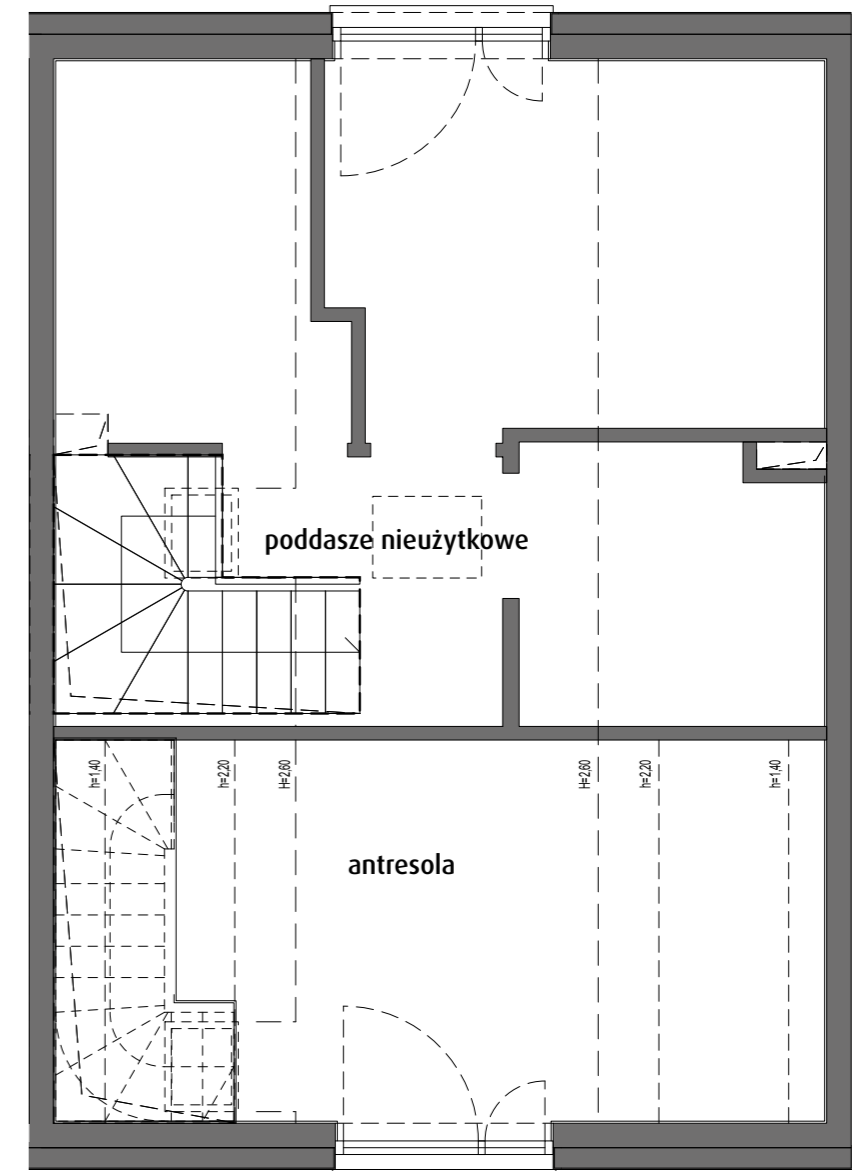 poddasze nieużytkowe
h=1,40
h=2,20
H=2,60
H=2,60
h=2,20
h=1,40
antresola